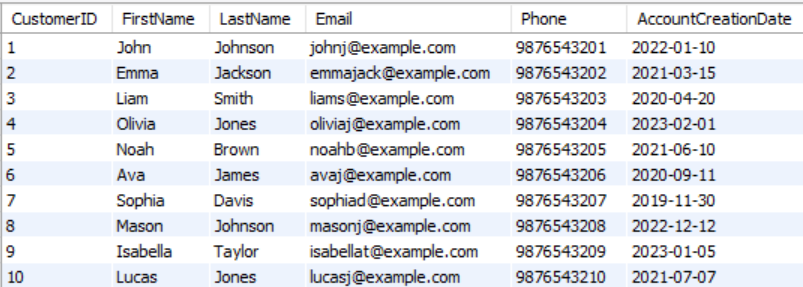 CustomerID FirstName LastName Email Phone AccountCreationDate
1 John Johnson johnj@example.com 9876543201 2022-01-10
2 Emma Jackson emmajack@example.com 9876543202 2021-03-15
3 Liam Smith liams@example.com 9876543203 2020-04-20
4 Olivia Jones oliviaj@example.com 9876543204 2023-02-01
5 Noah Brown noahb@example.com 9876543205 2021-06-10
6 Ava James avaj@example.com 9876543206 2020-09-11
7 Sophia Davis sophiad@example.com 9876543207 2019-11-30
8 Mason Johnson masonj@example.com 9876543208 2022-12-12
9 Isabella Taylor isabellat@example.com 9876543209 2023-01-05
10 Lucas Jones lucasj@example.com 9876543210 2021-07-07